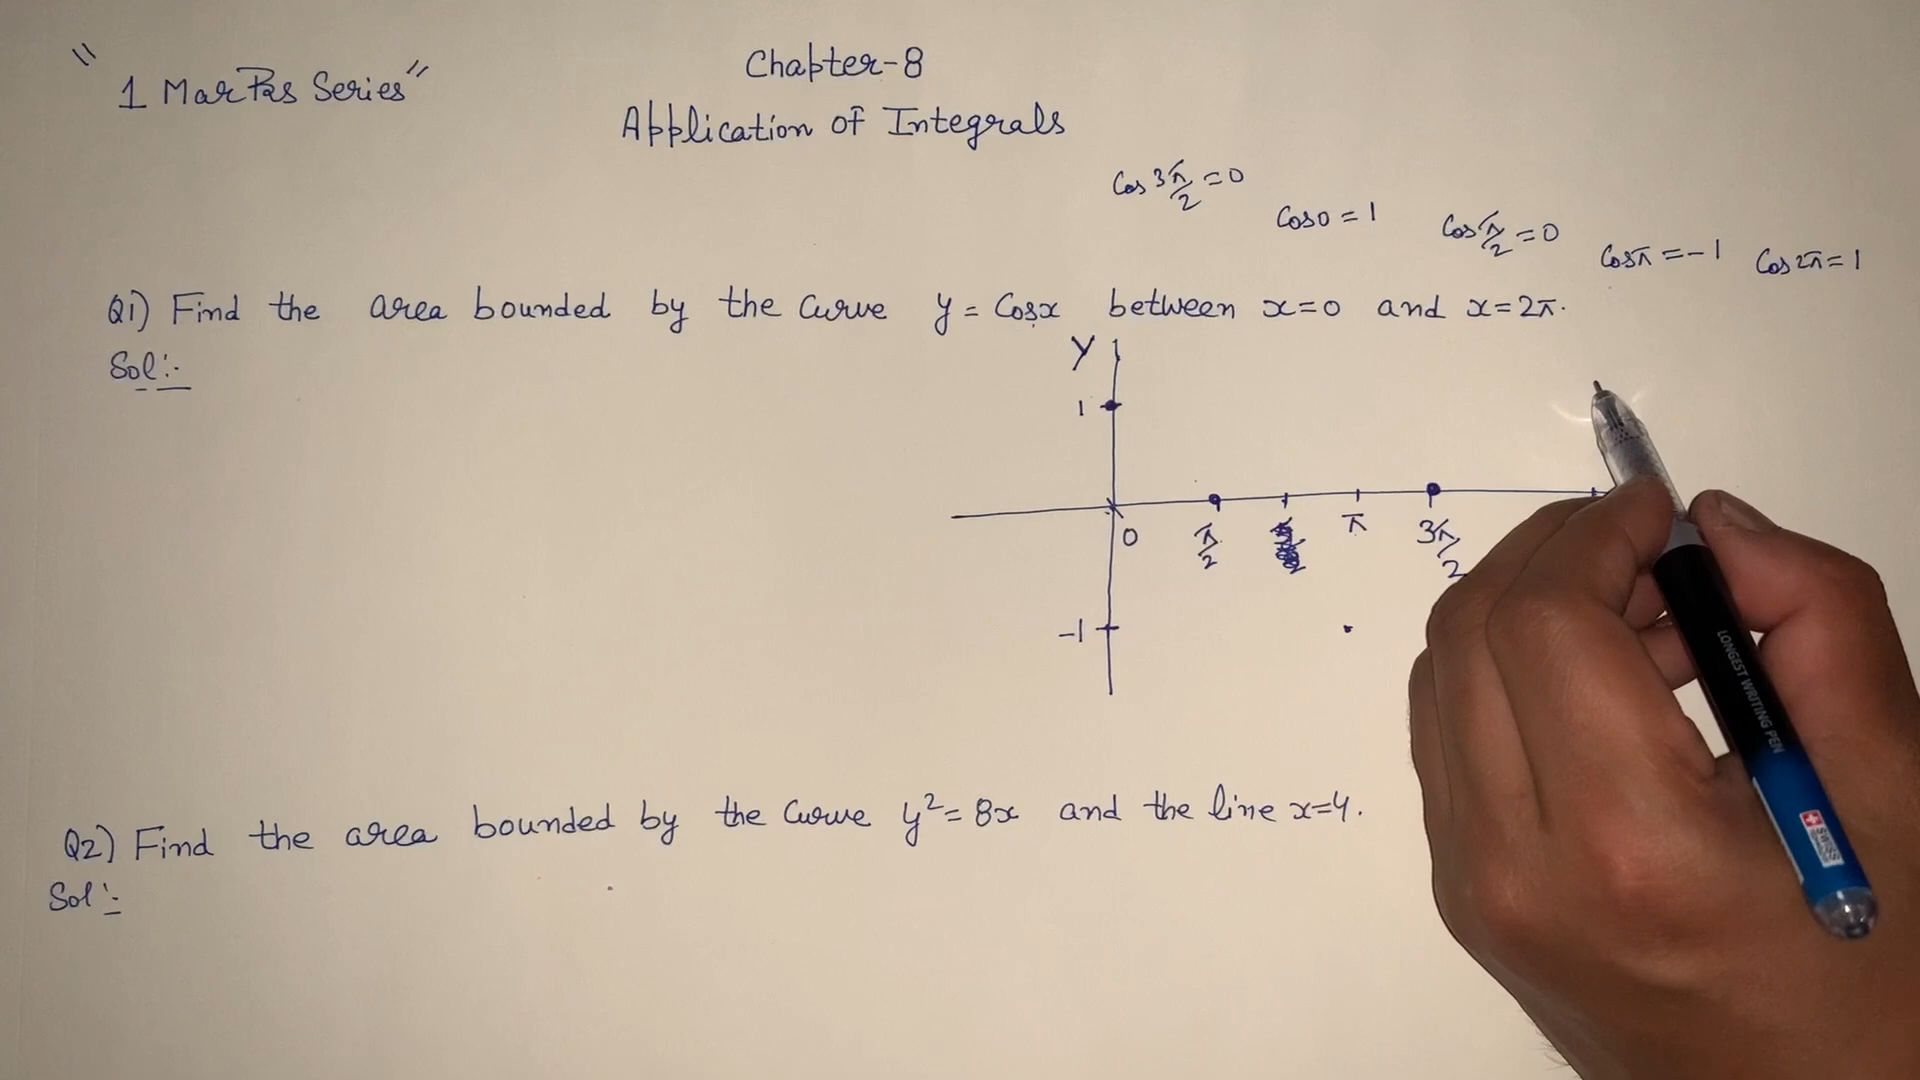 "1 Marks Series"
Chapter-8
Application of Integrals
Cos 3π/2 = 0
Cos0 = 1
Cos π/2 = 0
Cosπ = -1
Cos 2π = 1
Q1) Find the area bounded by the Curve y = Cosx between x=0 and x=2π.
Sol:-
Y
1
0
π/2
π
3π/2
-1
LONGEST WRITING PEN
Q2) Find the area bounded by the Curve y²= 8x and the line x=4.
Sol:-